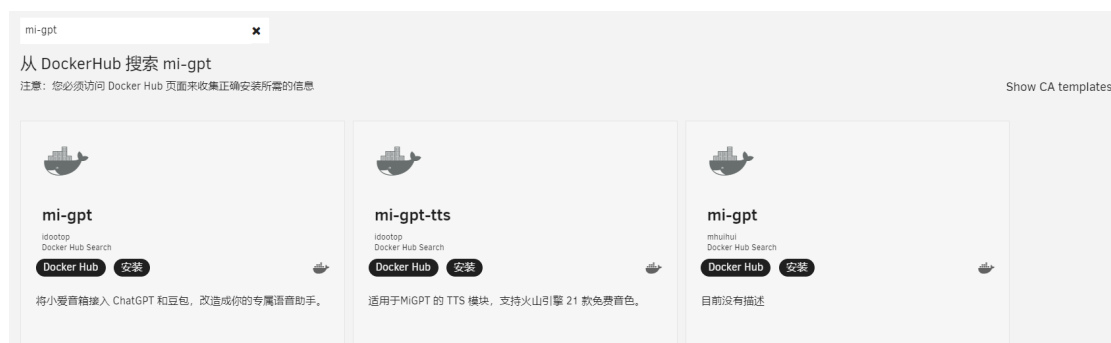 mi-gpt
从 DockerHub 搜索 mi-gpt
注意：您必须访问 Docker Hub 页面来收集正确安装所需的信息
Show CA templates
mi-gpt
idootop
Docker Hub Search
Docker Hub 安装
将小爱音箱接入 ChatGPT 和豆包，改造成你的专属语音助手。
mi-gpt-tts
idootop
Docker Hub Search
Docker Hub 安装
适用于MiGPT 的 TTS 模块，支持火山引擎 21 款免费音色。
mi-gpt
mhuihui
Docker Hub Search
Docker Hub 安装
目前没有描述